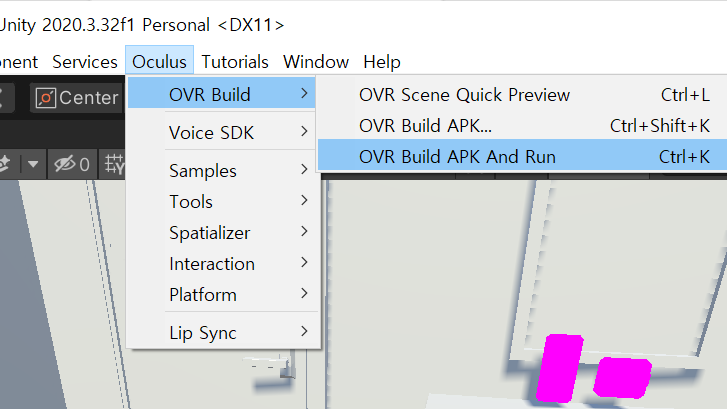 Unity 2020.3.32f1 Personal <DX11>
Services Oculus Tutorials Window Help
Center
OVR Build
OVR Scene Quick Preview Ctrl+L
OVR Build APK... Ctrl+Shift+K
OVR Build APK And Run Ctrl+K
0
Voice SDK
Samples
Tools
Spatializer
Interaction
Platform
Lip Sync